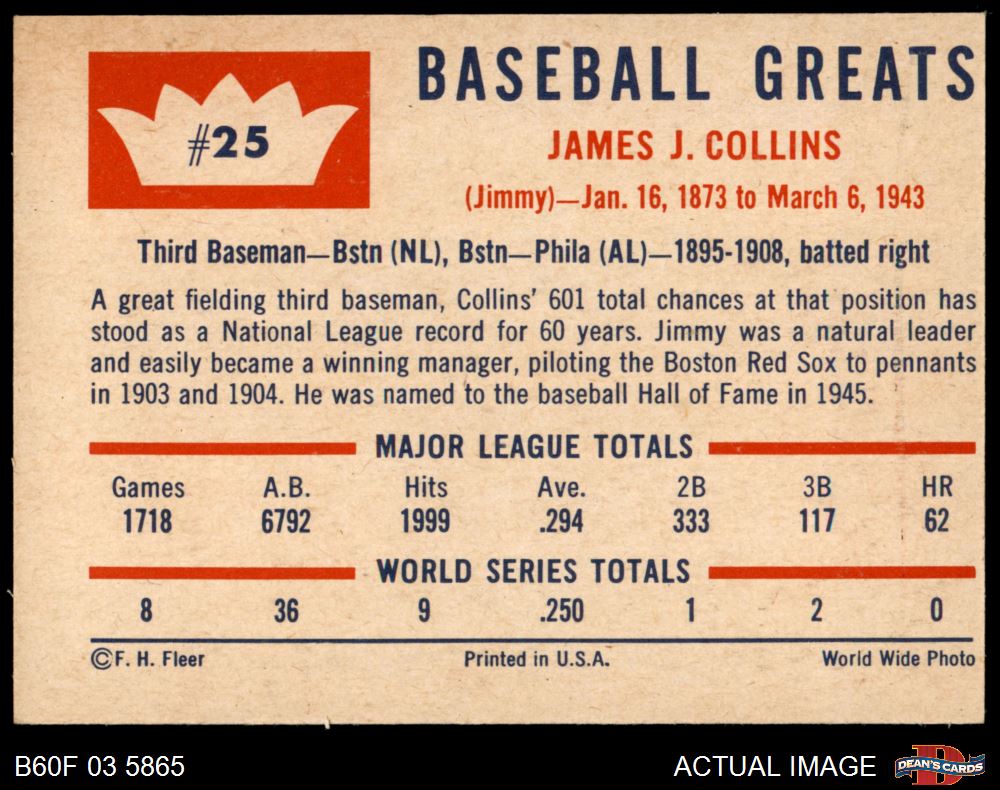 #25
BASEBALL GREATS
JAMES J. COLLINS
(Jimmy)—Jan. 16, 1873 to March 6, 1943
Third Baseman—Bstn (NL), Bstn—Phila (AL)—1895-1908, batted right
A great fielding third baseman, Collins' 601 total chances at that position has
stood as a National League record for 60 years. Jimmy was a natural leader
and easily became a winning manager, piloting the Boston Red Sox to pennants
in 1903 and 1904. He was named to the baseball Hall of Fame in 1945.
MAJOR LEAGUE TOTALS
Games A.B. Hits Ave. 2B 3B HR
1718 6792 1999 .294 333 117 62
WORLD SERIES TOTALS
8 36 9 .250 1 2 0
©F. H. Fleer Printed in U.S.A. World Wide Photo
B60F 03 5865 ACTUAL IMAGE DEAN'S CARDS